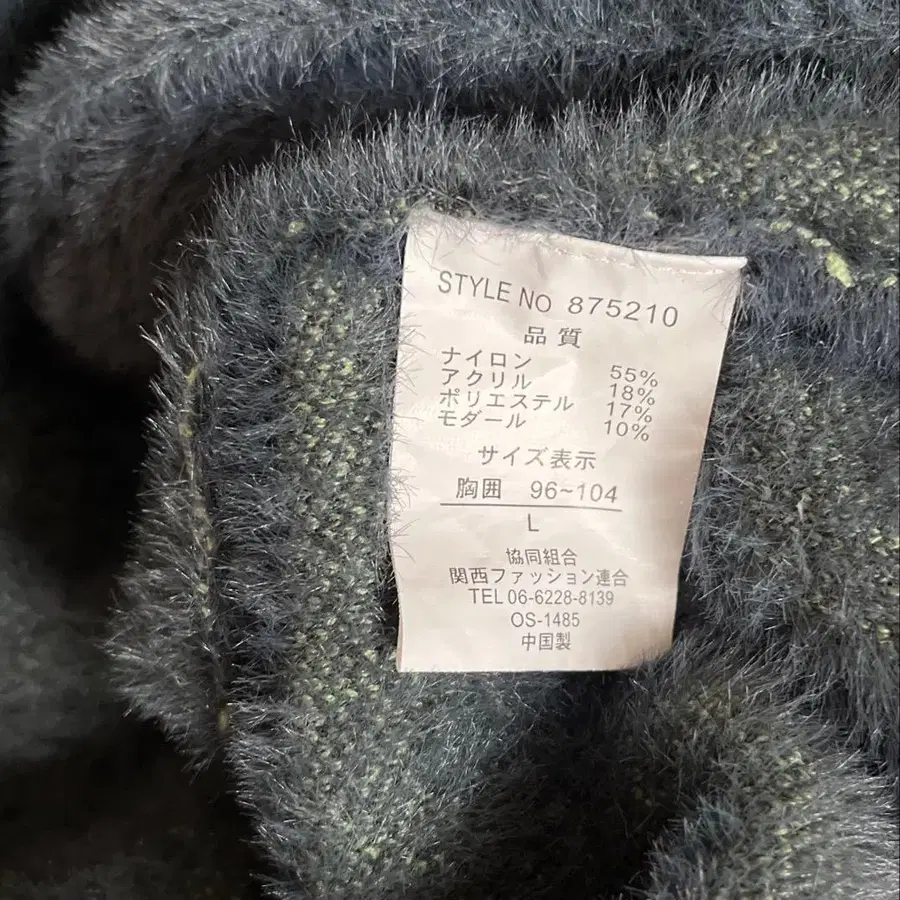 STYLE NO 875210
品質
ナイロン 55%
アクリル 18%
ポリエステル 17%
モダール 10%
サイズ表示
胸囲 96~104
L
協同組合
関西ファッション連合
TEL 06-6228-8139
OS-1485
中国製